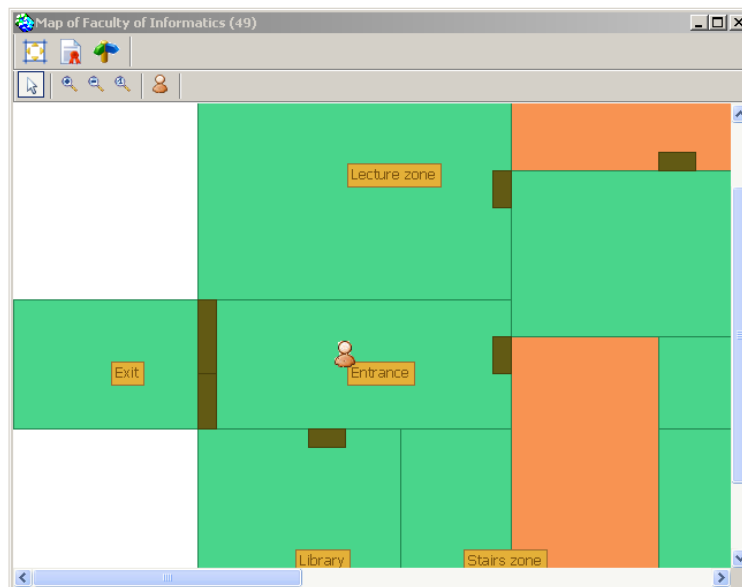 Map of Faculty of Informatics (49)
Lecture zone
Exit
Entrance
Library
Stairs zone